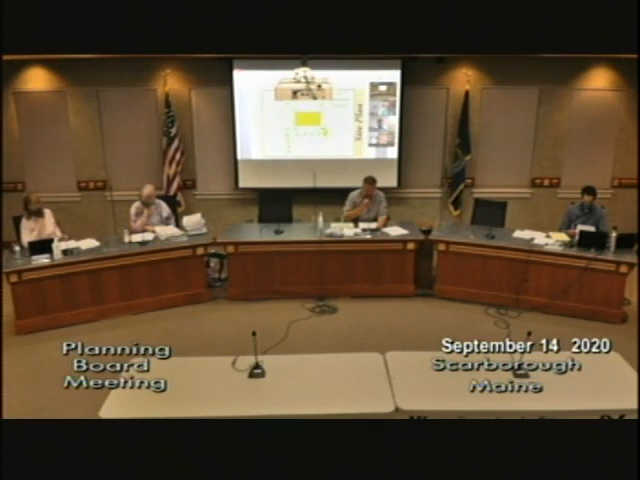 Site Plan
Planning
Board
Meeting
September 14 2020
Scarborough
Maine